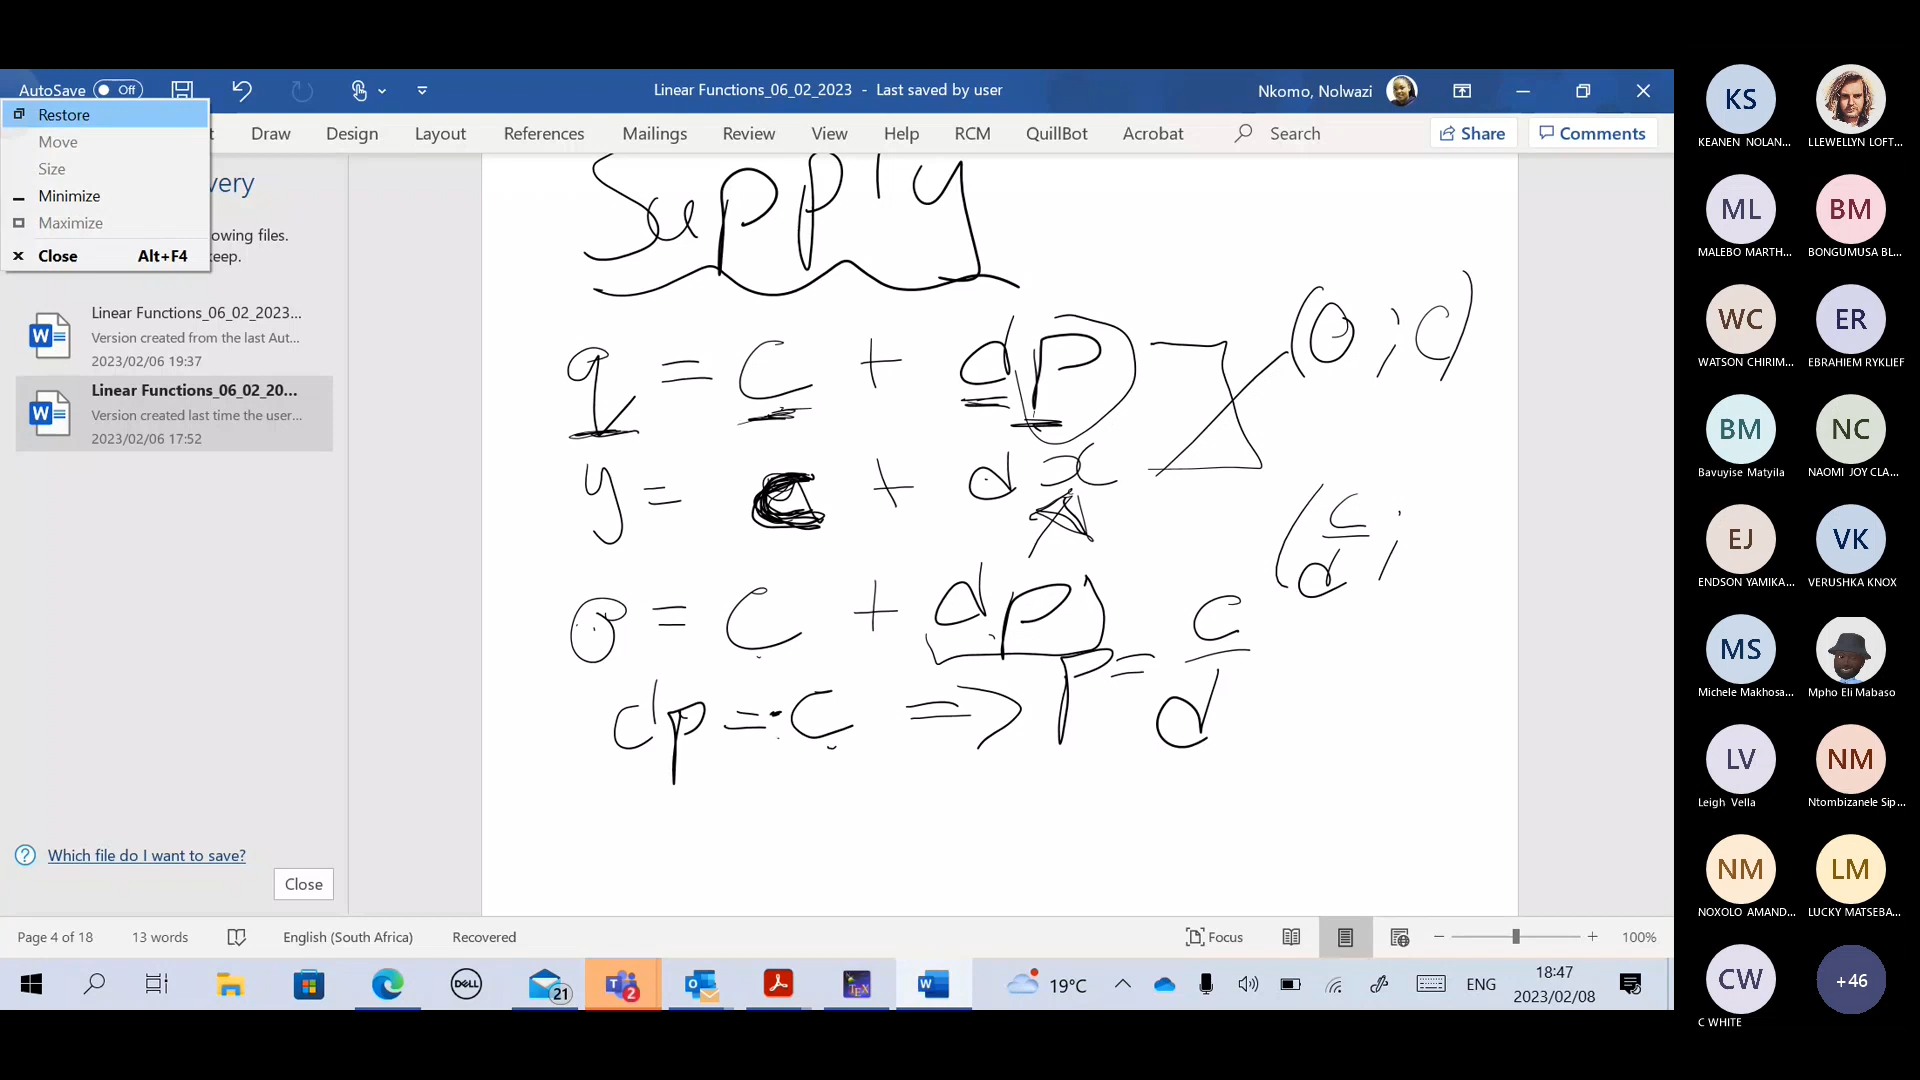 AutoSave Off
Linear Functions_06_02_2023 - Last saved by user
Nkomo, Nolwazi
Restore
Move
Size
Minimize
Maximize
Close Alt+F4
t Draw Design Layout References Mailings Review View Help RCM QuillBot Acrobat Search Share Comments
very
owing files.
eep.
Linear Functions_06_02_2023...
Version created from the last Aut...
2023/02/06 19:37
Linear Functions_06_02_20...
Version created last time the user...
2023/02/06 17:52
Which file do I want to save?
Close
Supply
q = c + dp (0 ; c)
y = c + dx
(c/d ;
0 = c + dp
dp = -c => p = c/d
Page 4 of 18 13 words English (South Africa) Recovered Focus 100%
21 2 19°C ENG 18:47
2023/02/08
KS
KEANEN NOLAN...
LLEWELLYN LOFT...
ML BM
MALEBO MARTH... BONGUMUSA BL...
WC ER
WATSON CHIRIM... EBRAHIEM RYKLIEF
BM NC
Bavuyise Matyila NAOMI JOY CLA...
EJ VK
ENDSON YAMIKA... VERUSHKA KNOX
MS
Michele Makhosa... Mpho Eli Mabaso
LV NM
Leigh Vella Ntombizanele Sip...
NM LM
NOXOLO AMAND... LUCKY MATSEBA...
CW +46
C WHITE